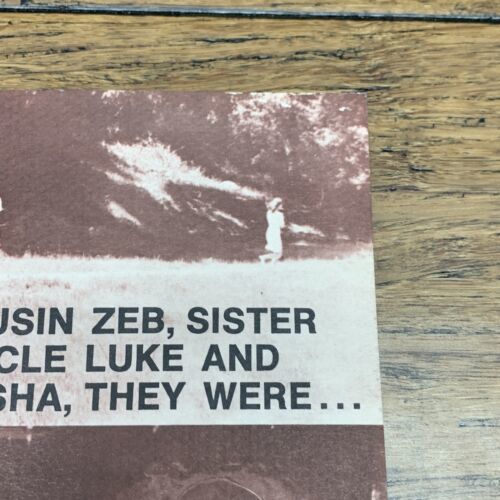 USIN ZEB, SISTER
CLE LUKE AND
SHA, THEY WERE...